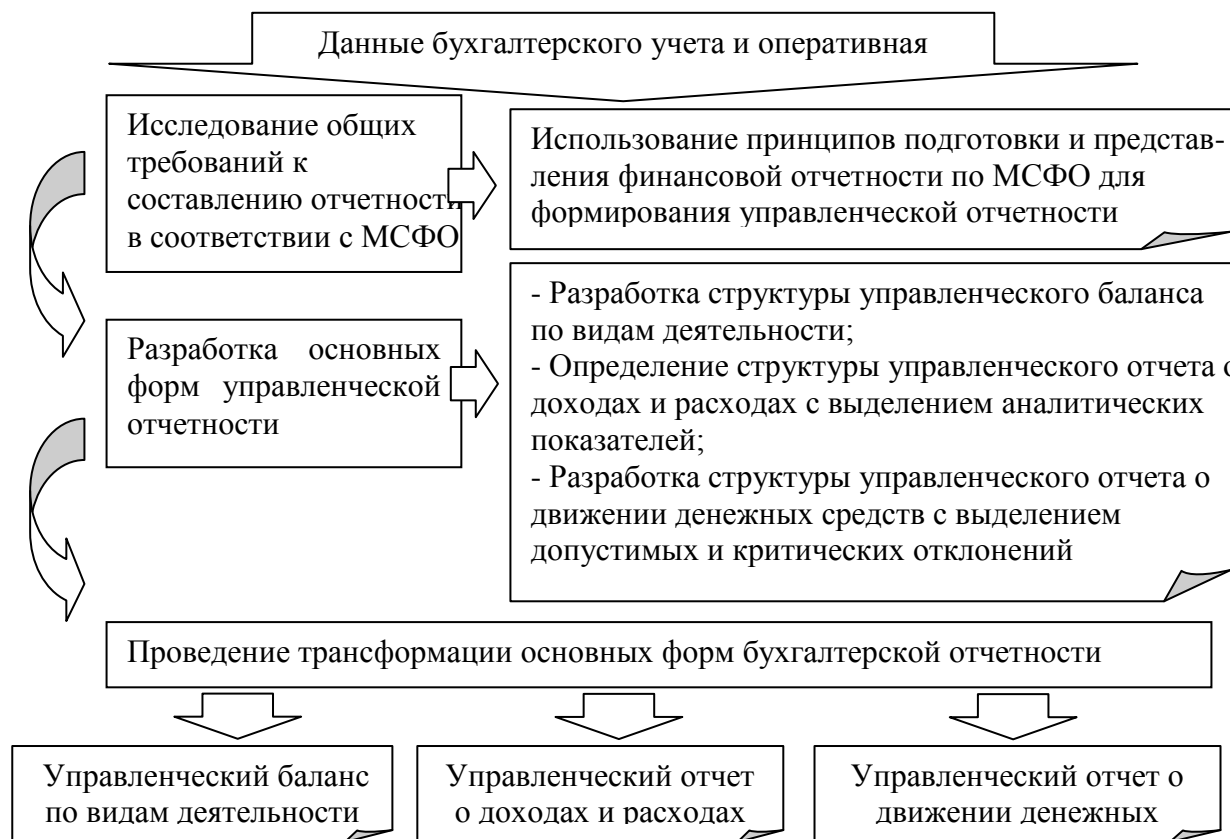 Данные бухгалтерского учета и оперативная
Исследование общих
требований к
составлению отчетности
в соответствии с МСФО
Использование принципов подготовки и представ-
ления финансовой отчетности по МСФО для
формирования управленческой отчетности
Разработка основных
форм управленческой
отчетности
- Разработка структуры управленческого баланса
по видам деятельности;
- Определение структуры управленческого отчета о
доходах и расходах с выделением аналитических
показателей;
- Разработка структуры управленческого отчета о
движении денежных средств с выделением
допустимых и критических отклонений
Проведение трансформации основных форм бухгалтерской отчетности
Управленческий баланс
по видам деятельности
Управленческий отчет
о доходах и расходах
Управленческий отчет о
движении денежных